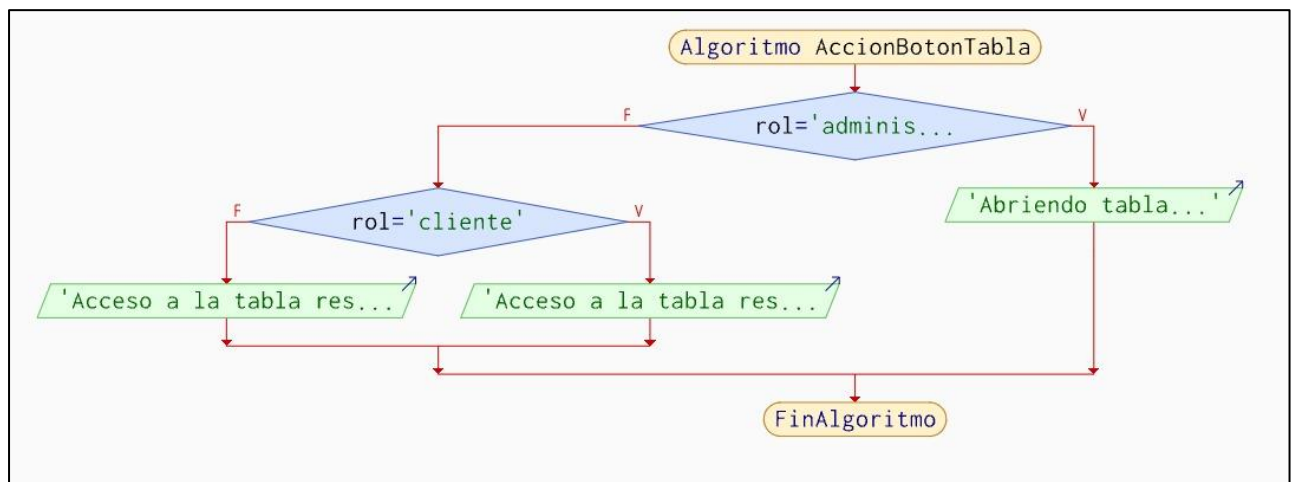 Algoritmo AccionBotonTabla
F
rol='adminis...
V
'Abriendo tabla...'
F
rol='cliente'
V
'Acceso a la tabla res...
'Acceso a la tabla res...
FinAlgoritmo